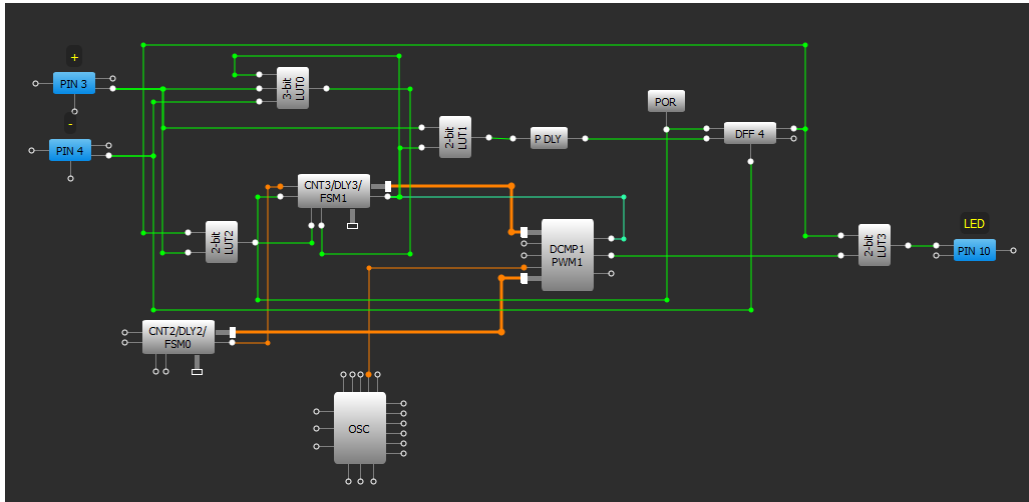 +
PIN 3
-
PIN 4
3-bit
LUT0
2-bit
LUT1
P DLY
POR
DFF 4
CNT3/DLY3/
FSM1
2-bit
LUT2
DCMP1
PWM1
2-bit
LUT3
LED
PIN 10
CNT2/DLY2/
FSM0
OSC